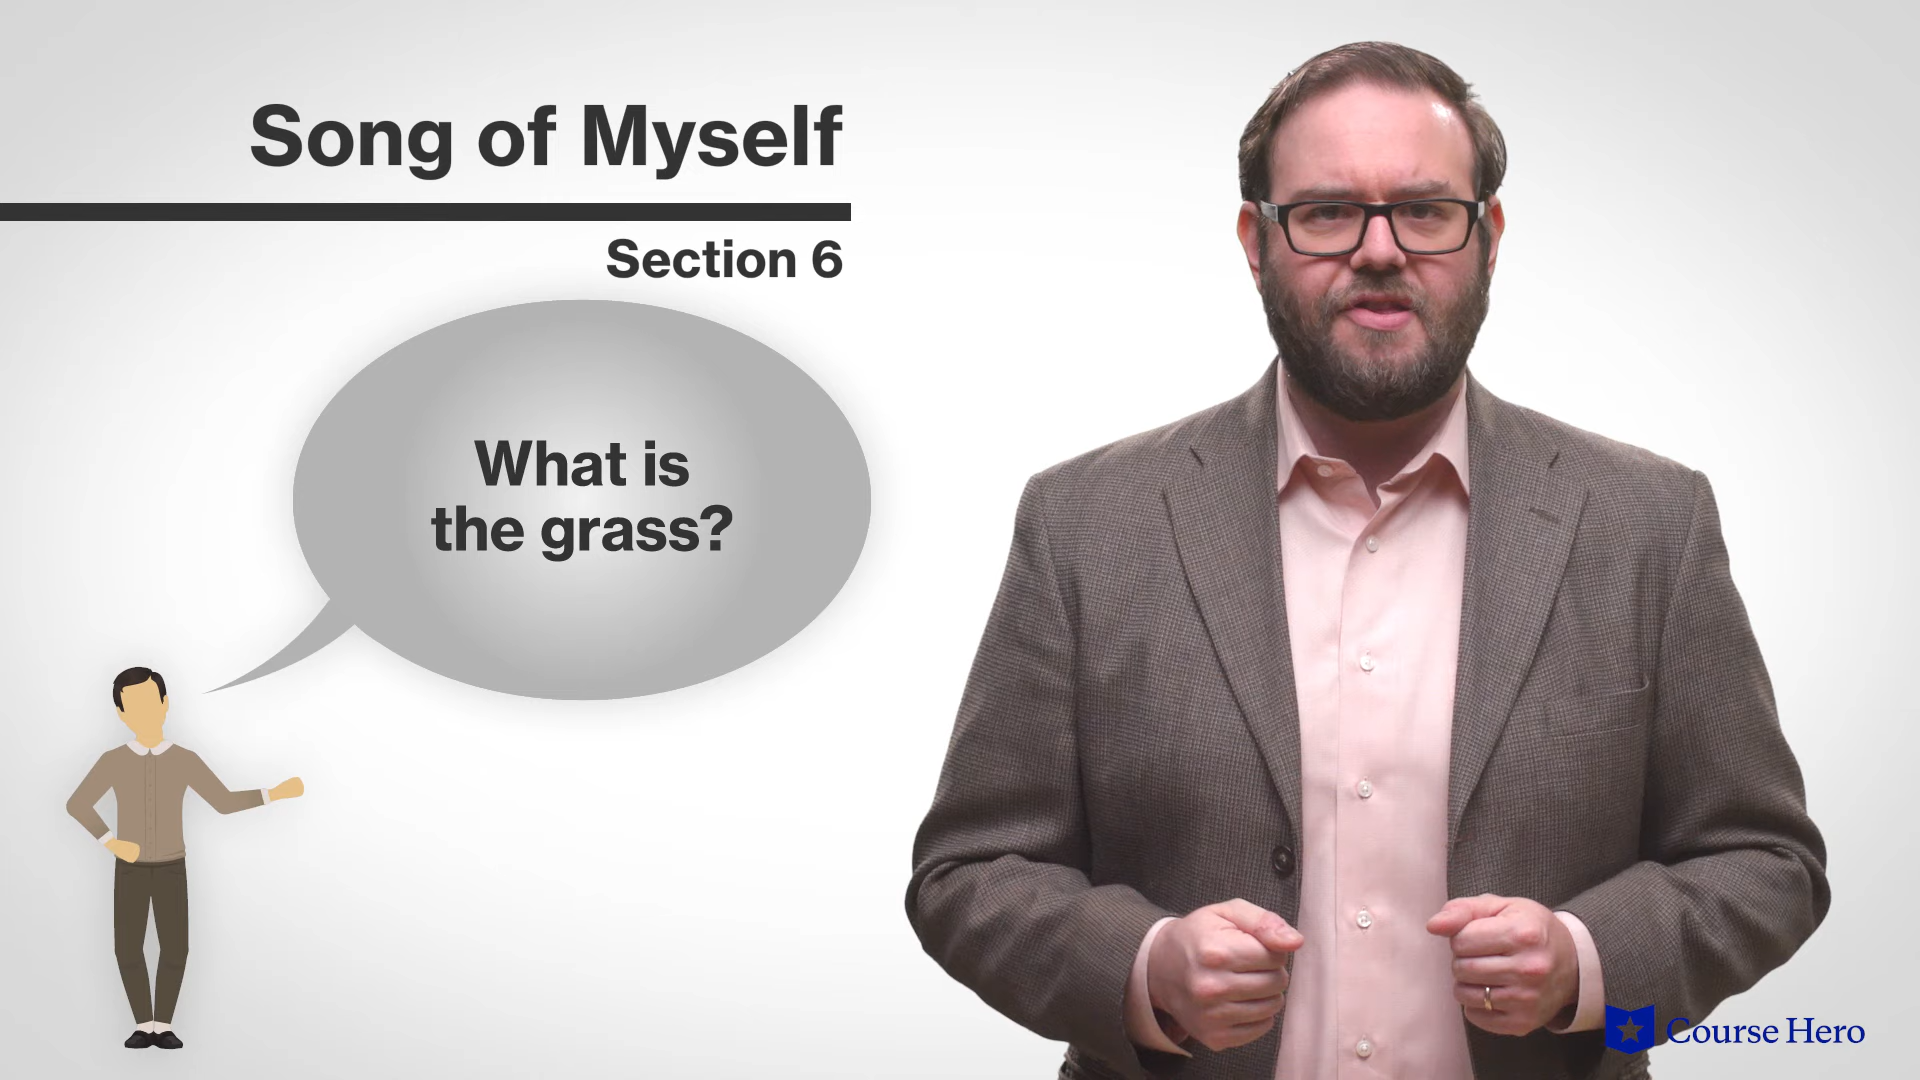 Song of Myself
Section 6
What is
the grass?
Course Hero